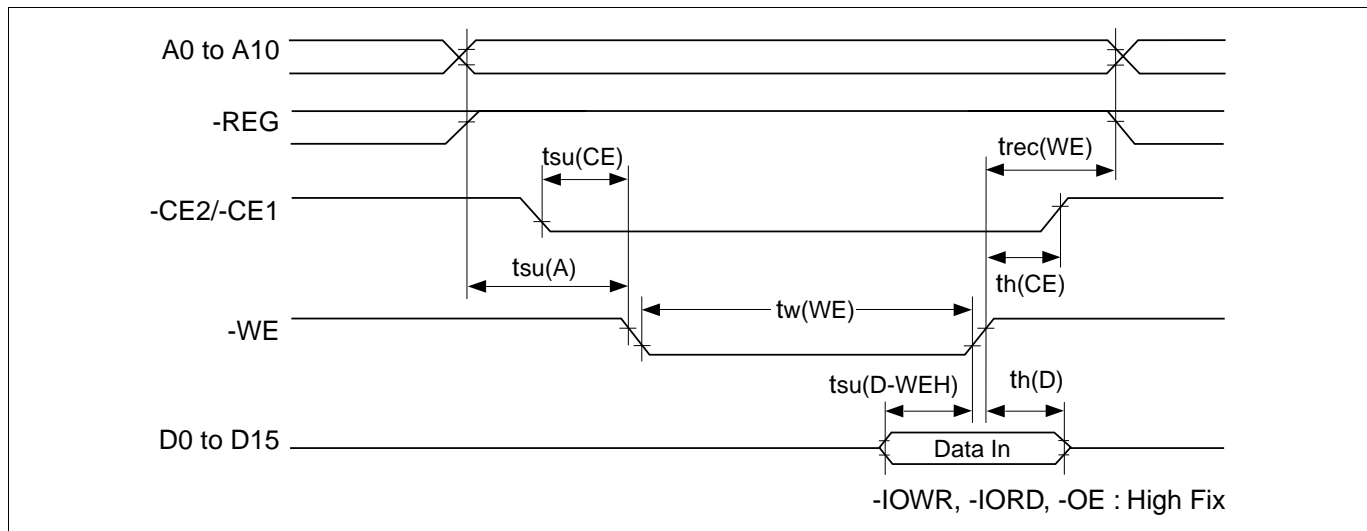 A0 to A10
-REG
tsu(CE)
trec(WE)
-CE2/-CE1
tsu(A)
th(CE)
tw(WE)
-WE
tsu(D-WEH)
th(D)
D0 to D15
Data In
-IOWR, -IORD, -OE : High Fix